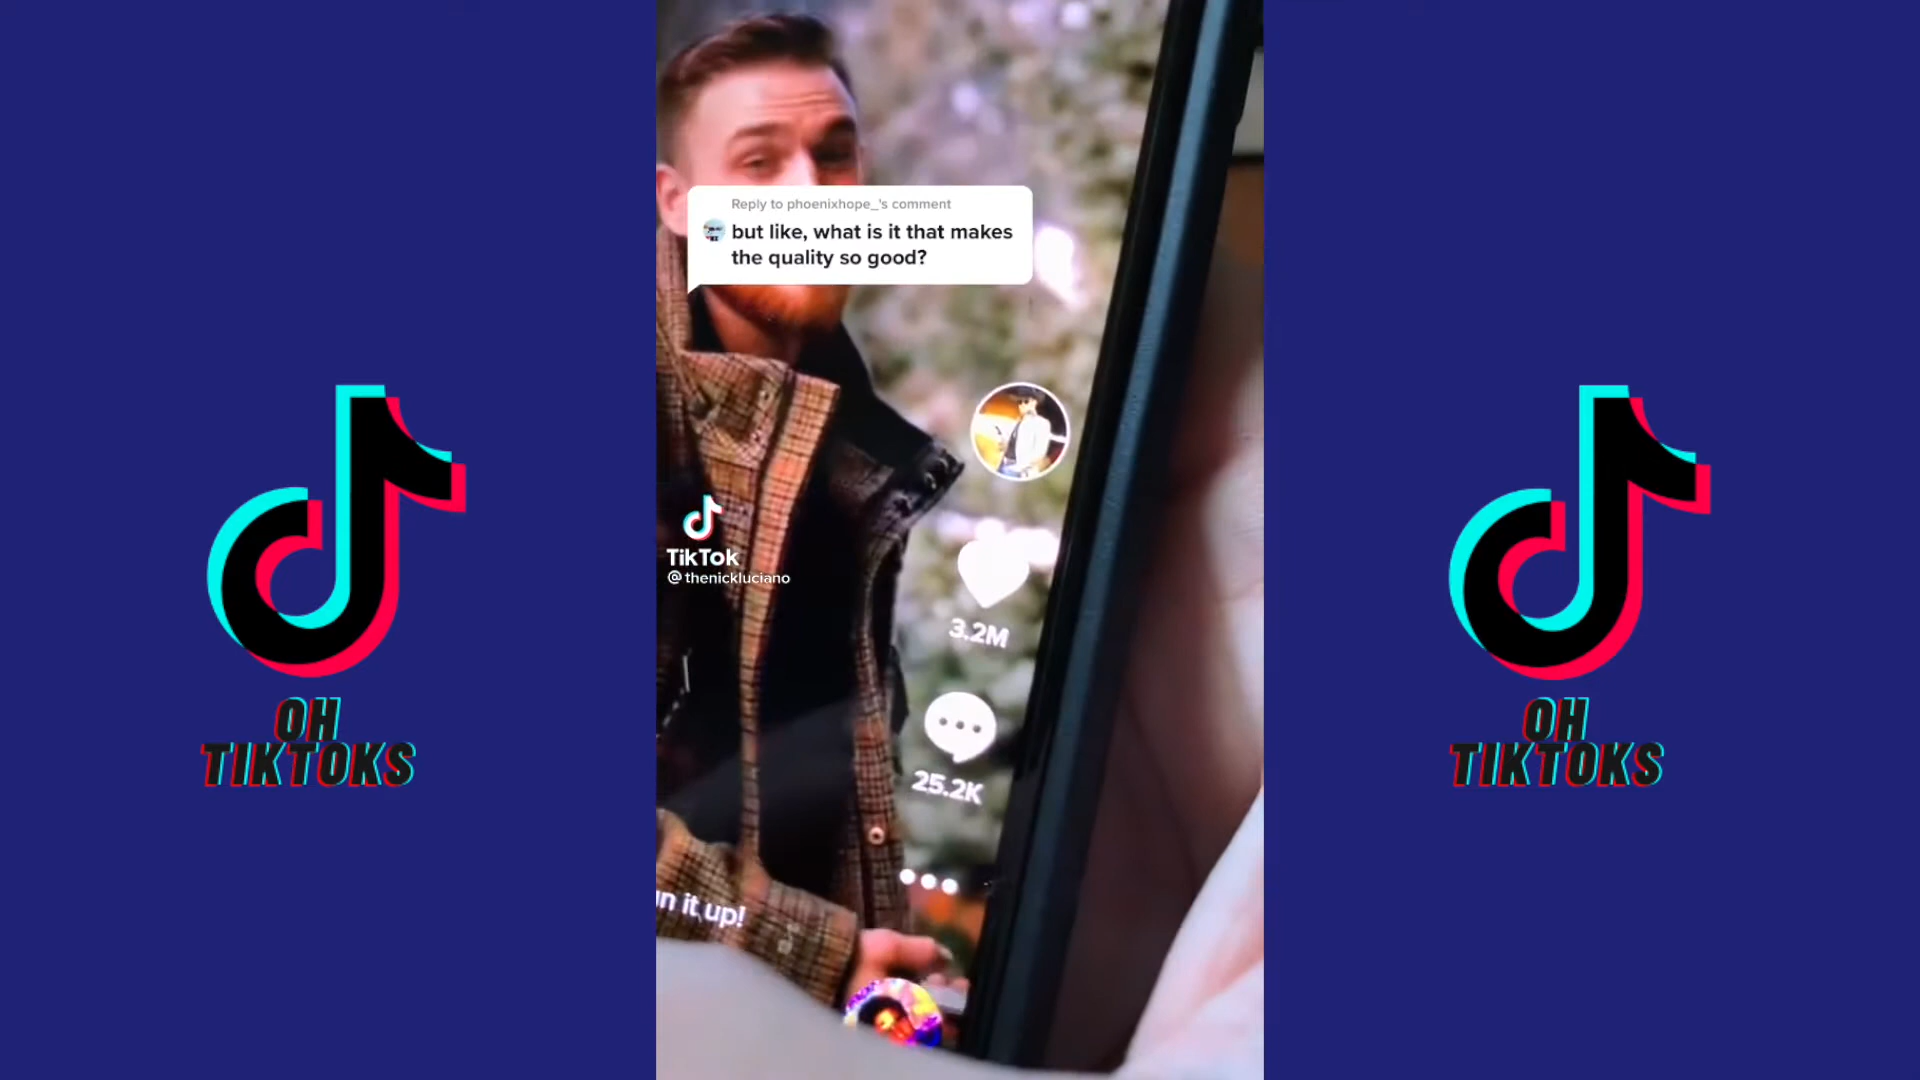 Reply to phoenixhope_'s comment
but like, what is it that makes
the quality so good?
TikTok
@thenickluciano
3.2M
25.2K
it up!
OH
TIKTOKS
OH
TIKTOKS